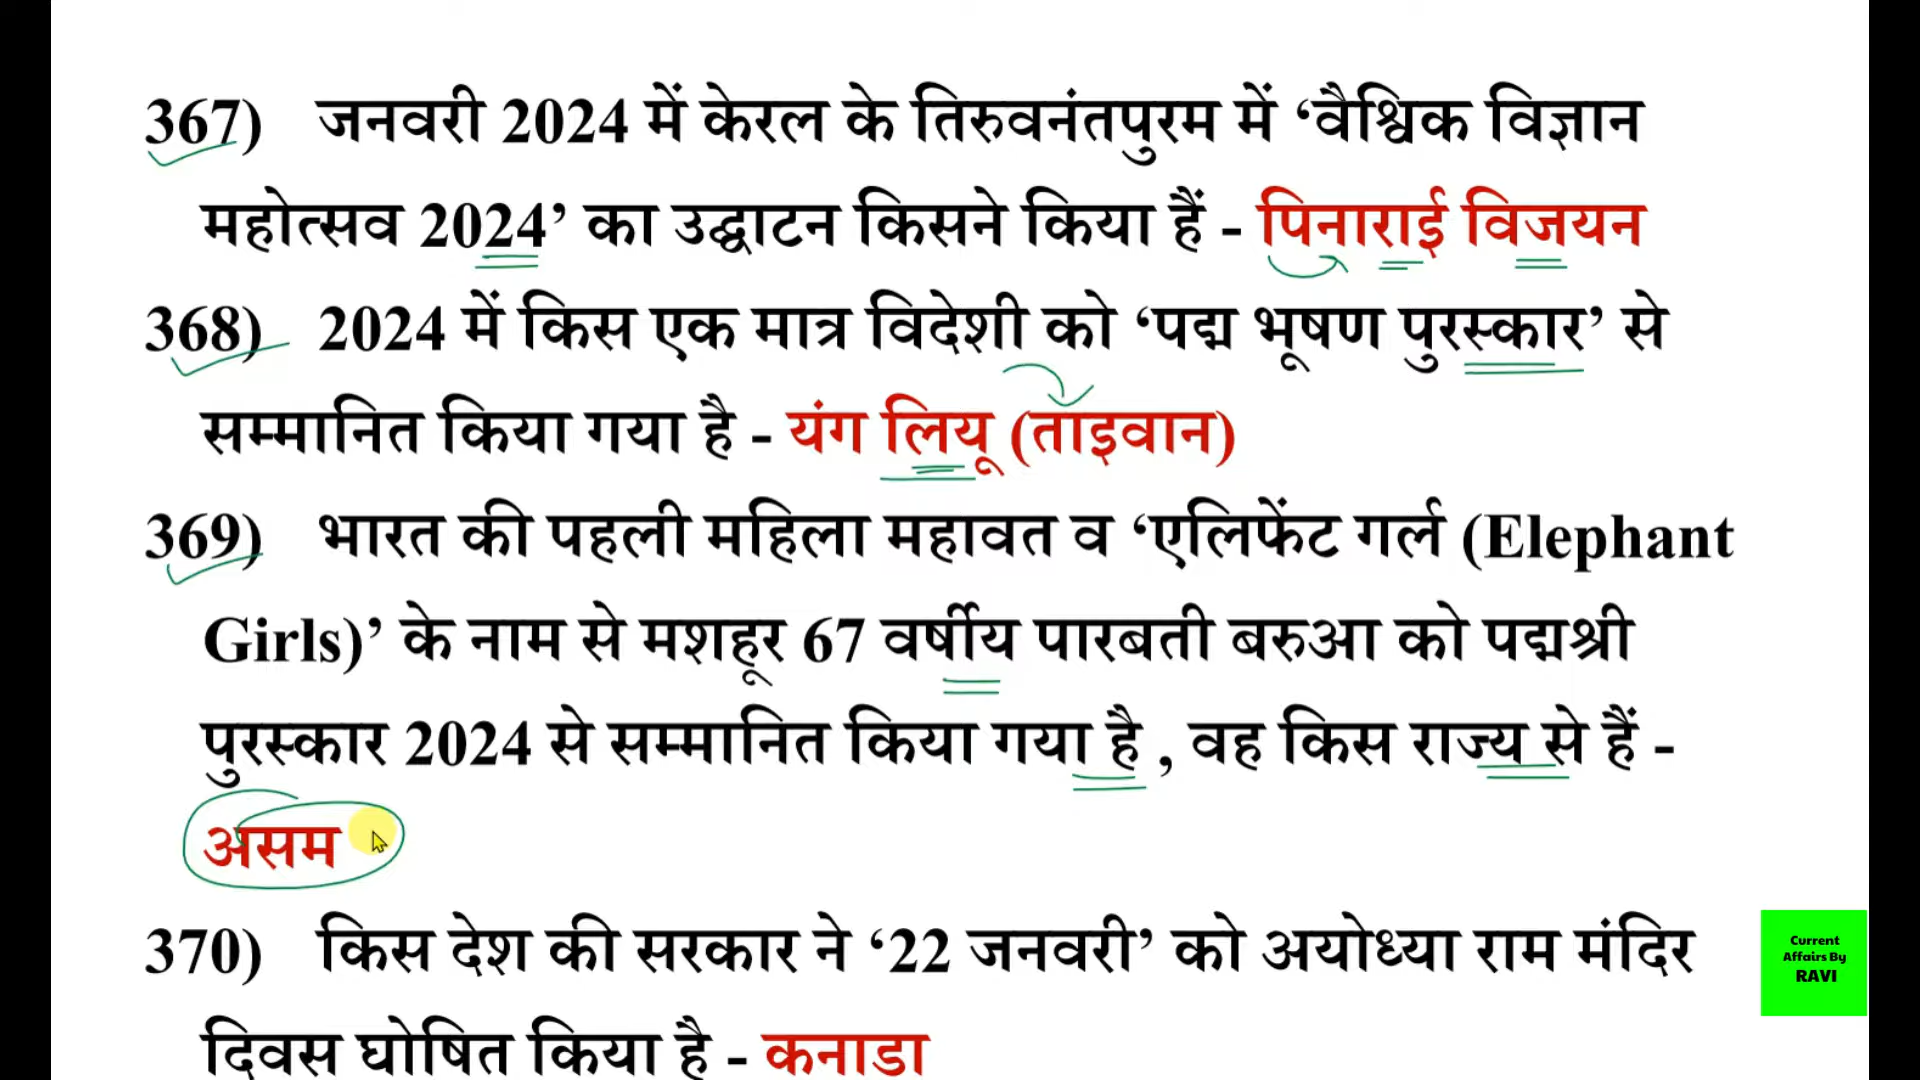 367) जनवरी 2024 में केरल के तिरुवनंतपुरम में ‘वैश्विक विज्ञान
महोत्सव 2024’ का उद्घाटन किसने किया हैं - पिनाराई विजयन
368) 2024 में किस एक मात्र विदेशी को ‘पद्म भूषण पुरस्कार’ से
सम्मानित किया गया है - यंग लियू (ताइवान)
369) भारत की पहली महिला महावत व ‘एलिफेंट गर्ल (Elephant
Girls)’ के नाम से मशहूर 67 वर्षीय पारबती बरुआ को पद्मश्री
पुरस्कार 2024 से सम्मानित किया गया है , वह किस राज्य से हैं -
असम
370) किस देश की सरकार ने ‘22 जनवरी’ को अयोध्या राम मंदिर
दिवस घोषित किया है - कनाडा
Current
Affairs By
RAVI